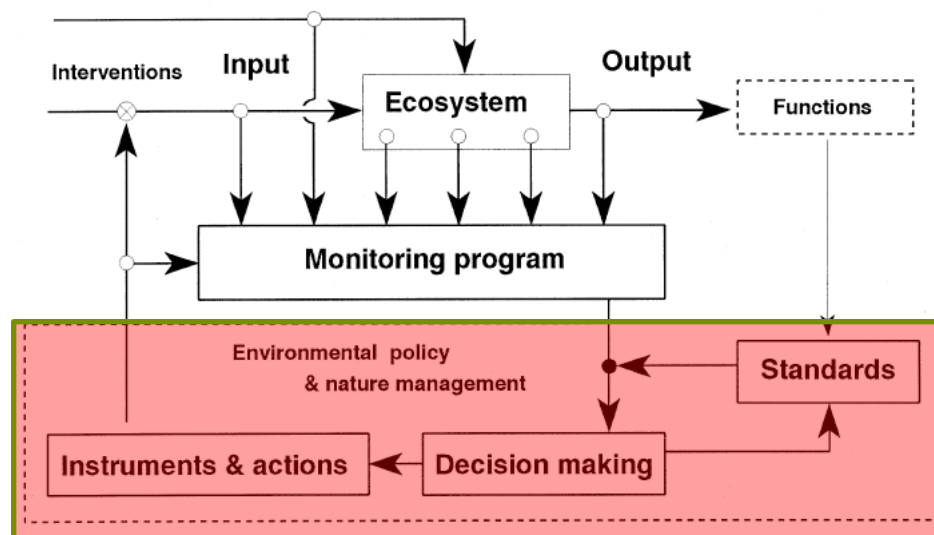 Interventions
Input
Output
Ecosystem
Functions
Monitoring program
Environmental policy
& nature management
Standards
Instruments & actions
Decision making